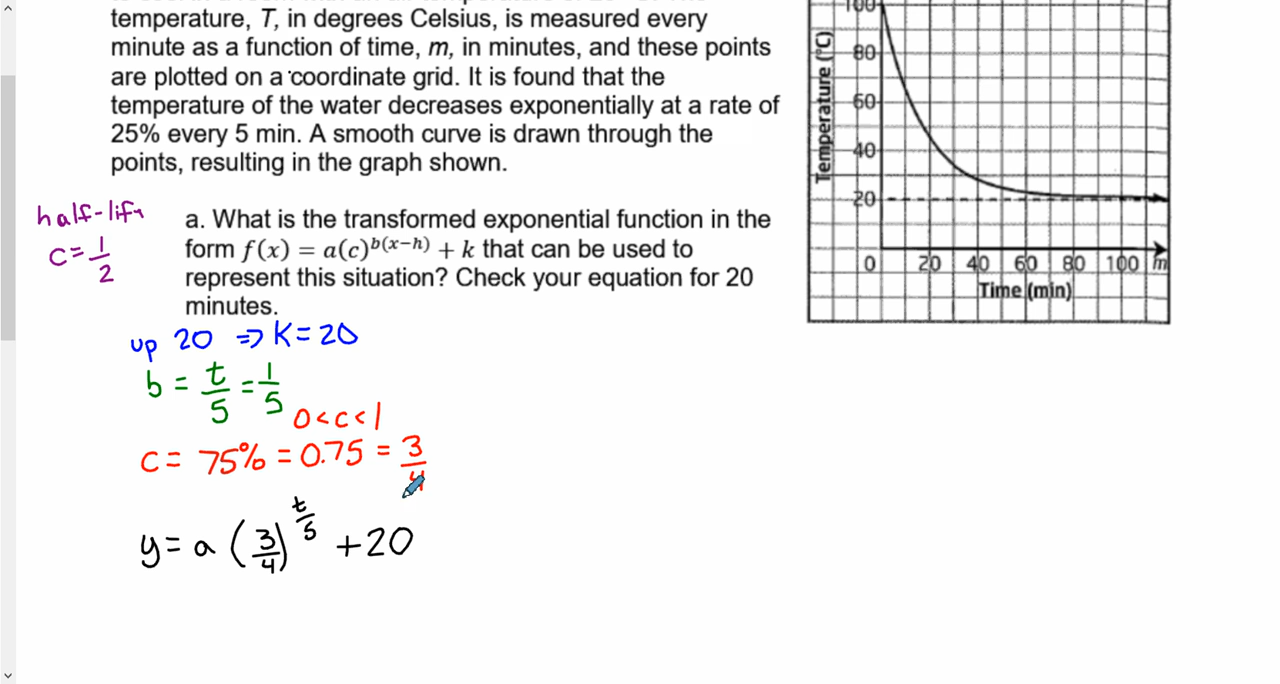 temperature, T, in degrees Celsius, is measured every
minute as a function of time, m, in minutes, and these points
are plotted on a coordinate grid. It is found that the
temperature of the water decreases exponentially at a rate of
25% every 5 min. A smooth curve is drawn through the
points, resulting in the graph shown.
half-life
c = 1/2
a. What is the transformed exponential function in the
form f(x) = a(c)^b(x−h) + k that can be used to
represent this situation? Check your equation for 20
minutes.
up 20 ⇒ K = 20
b = t/5 = 1/5
0 < c < 1
c = 75% = 0.75 = 3/4
y = a (3/4)^t/5 + 20
Temperature (°C)
100
80
60
40
20
0 20 40 60 80 100 m
Time (min)